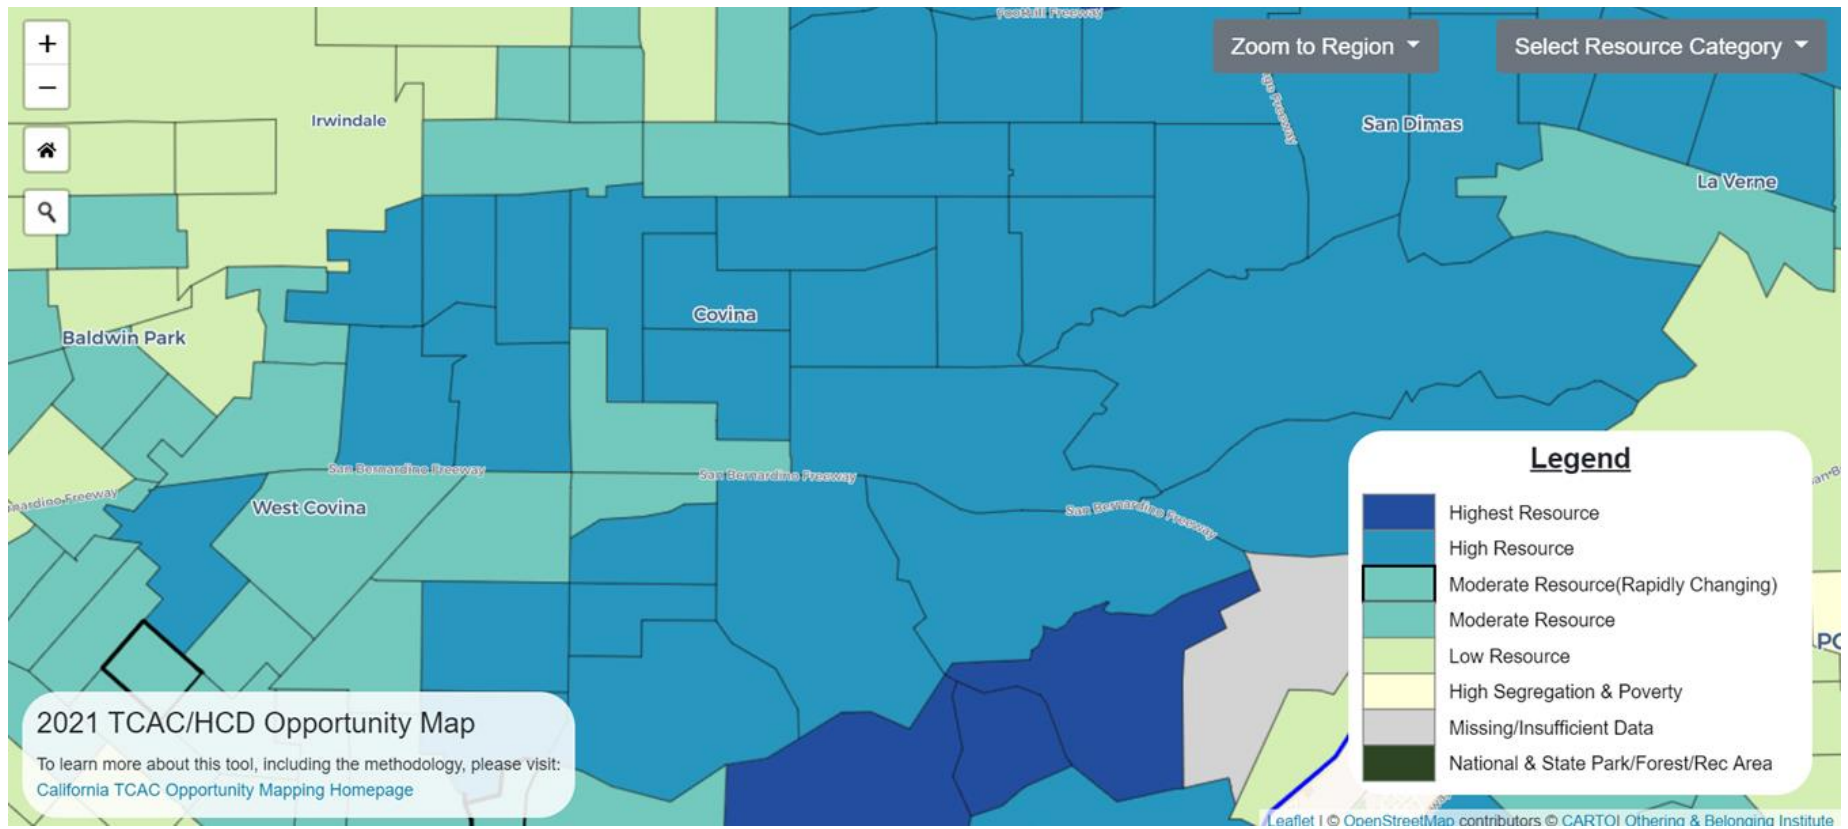 Foothill Freeway
+
Zoom to Region
Select Resource Category
−
Irwindale
San Dimas
La Verne
Covina
Baldwin Park
San Bernardino Freeway
San Bernardino Freeway
West Covina
San Bernardino Freeway
Legend
Highest Resource
High Resource
Moderate Resource(Rapidly Changing)
Moderate Resource
Low Resource
High Segregation & Poverty
Missing/Insufficient Data
National & State Park/Forest/Rec Area
2021 TCAC/HCD Opportunity Map
To learn more about this tool, including the methodology, please visit:
California TCAC Opportunity Mapping Homepage
Leaflet | © OpenStreetMap contributors © CARTO| Othering & Belonging Institute